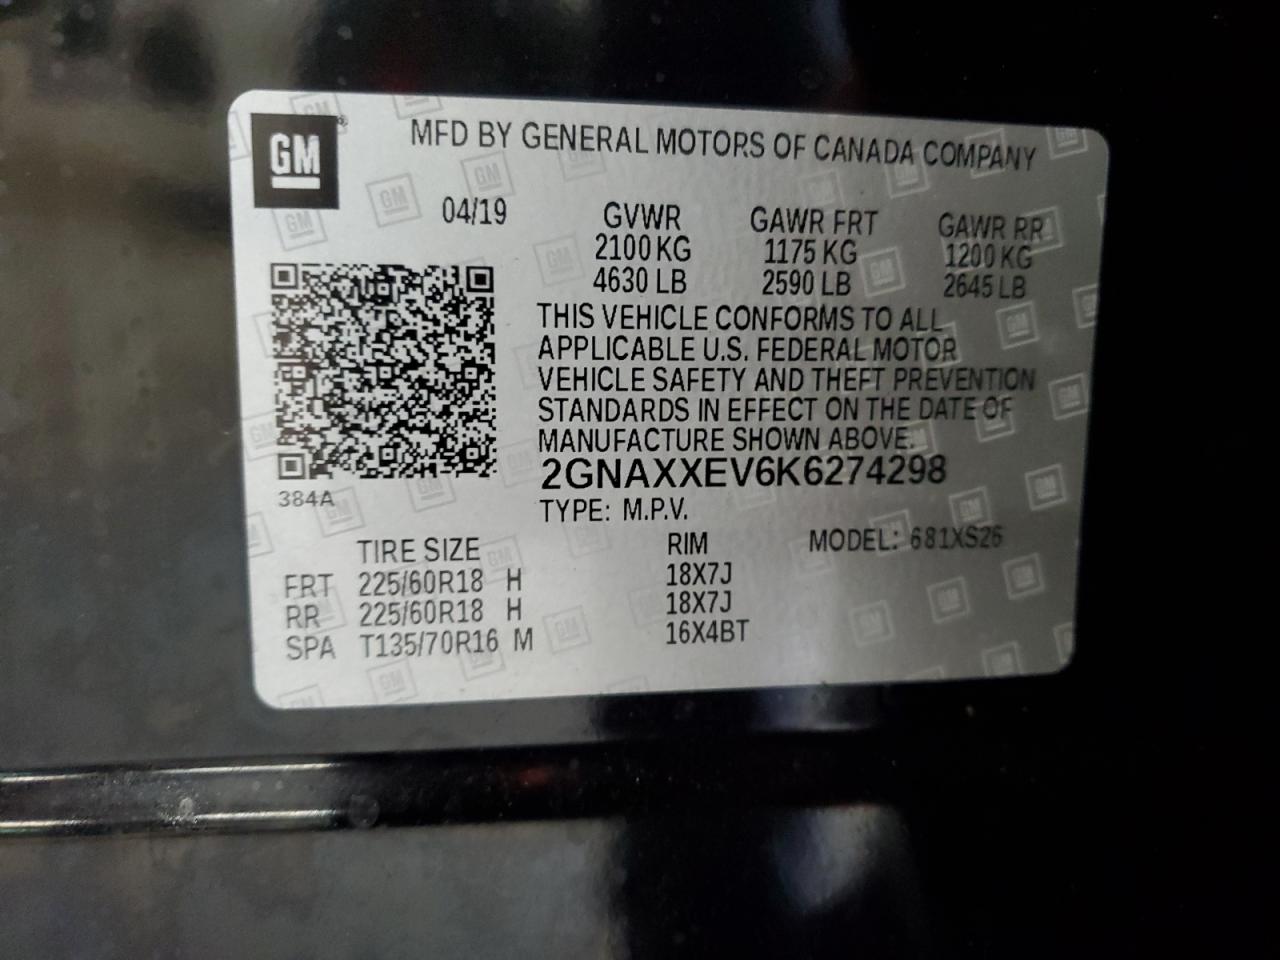 GM ®
MFD BY GENERAL MOTORS OF CANADA COMPANY
04/19
GVWR GAWR FRT GAWR RR
2100 KG 1175 KG 1200 KG
4630 LB 2590 LB 2645 LB
THIS VEHICLE CONFORMS TO ALL
APPLICABLE U.S. FEDERAL MOTOR
VEHICLE SAFETY AND THEFT PREVENTION
STANDARDS IN EFFECT ON THE DATE OF
MANUFACTURE SHOWN ABOVE.
2GNAXXEV6K6274298
384A
TYPE: M.P.V.
TIRE SIZE RIM MODEL: 681XS26
FRT 225/60R18 H 18X7J
RR 225/60R18 H 18X7J
SPA T135/70R16 M 16X4BT